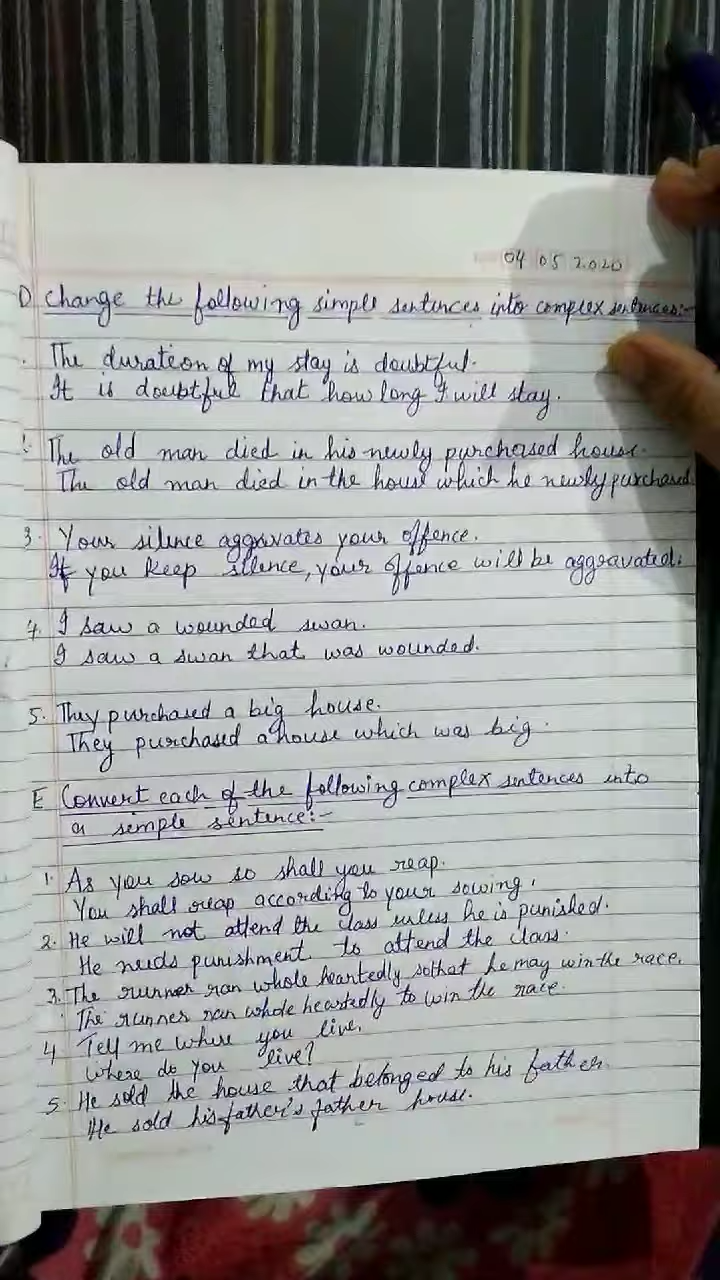 04 05 2020
D Change the following simple sentences into complex sentences:-
. The duration of my stay is doubtful.
It is doubtful that how long I will stay.
2. The old man died in his newly purchased house.
The old man died in the house which he newly purchased.
3. Your silence aggravates your offence.
If you keep silence, your offence will be aggravated.
4. I saw a wounded swan.
I saw a swan that was wounded.
5. They purchased a big house.
They purchased a house which was big.
E Convert each of the following complex sentences into
a simple sentence:-
1. As you sow so shall you reap.
You shall reap according to your sowing.
2. He will not attend the class unless he is punished.
He needs punishment to attend the class.
3. The runner ran whole heartedly so that he may win the race.
The runner ran whole heartedly to win the race.
4 Tell me where you live.
Where do you live?
5. He sold the house that belonged to his father.
He sold his father's father house.